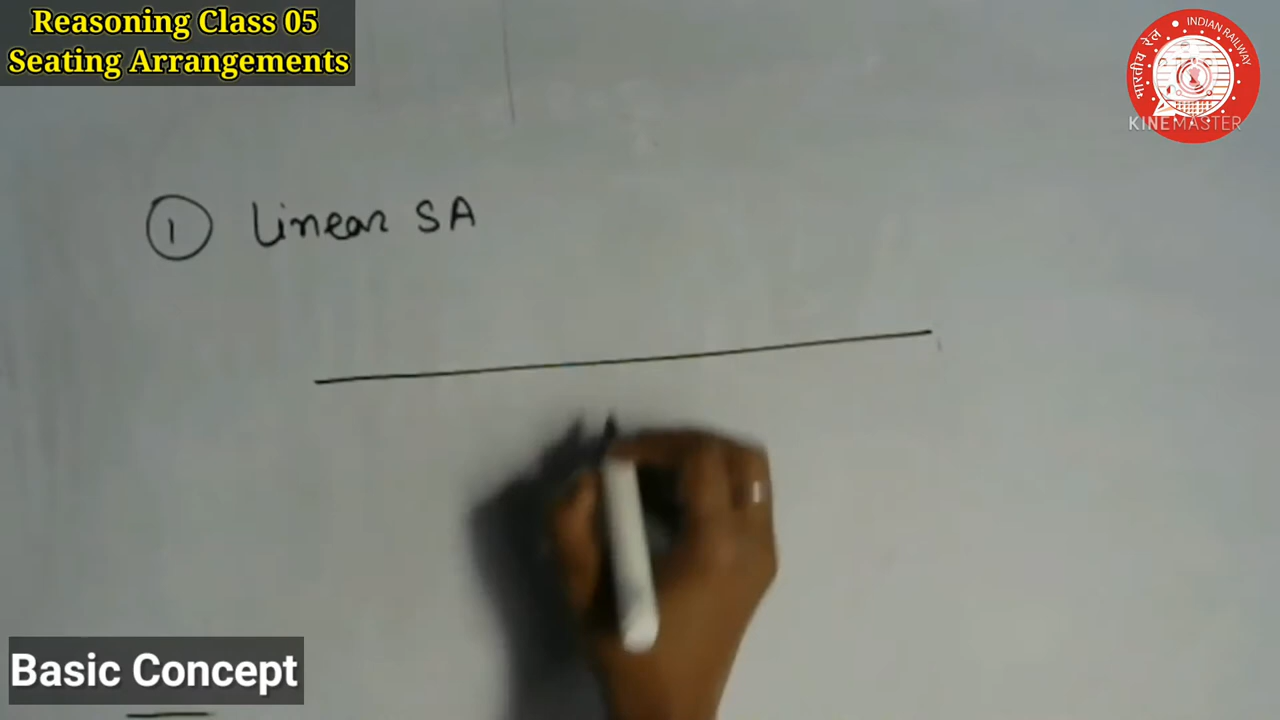 Reasoning Class 05
Seating Arrangements
भारतीय रेल
INDIAN RAILWAY
KINEMASTER
1 Linear SA
Basic Concept